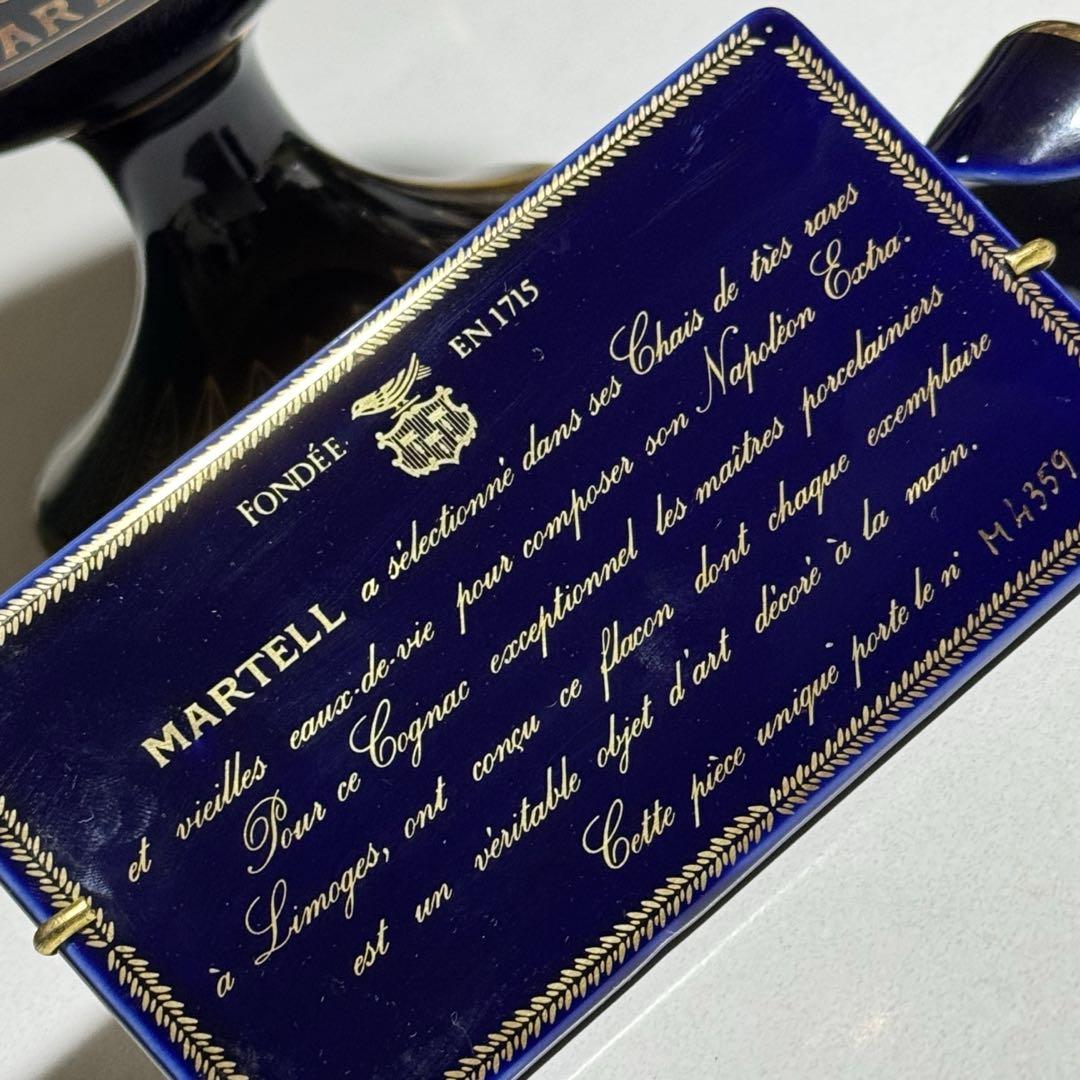 FONDÉE EN 1715
MARTELL a sélectionné dans ses Chais de très rares
et vieilles eaux-de-vie pour composer son Napoléon Extra.
Pour ce Cognac exceptionnel les maîtres porcelainiers
à Limoges, ont conçu ce flacon dont chaque exemplaire
est un véritable objet d'art décoré à la main.
Cette pièce unique porte le n° M4359